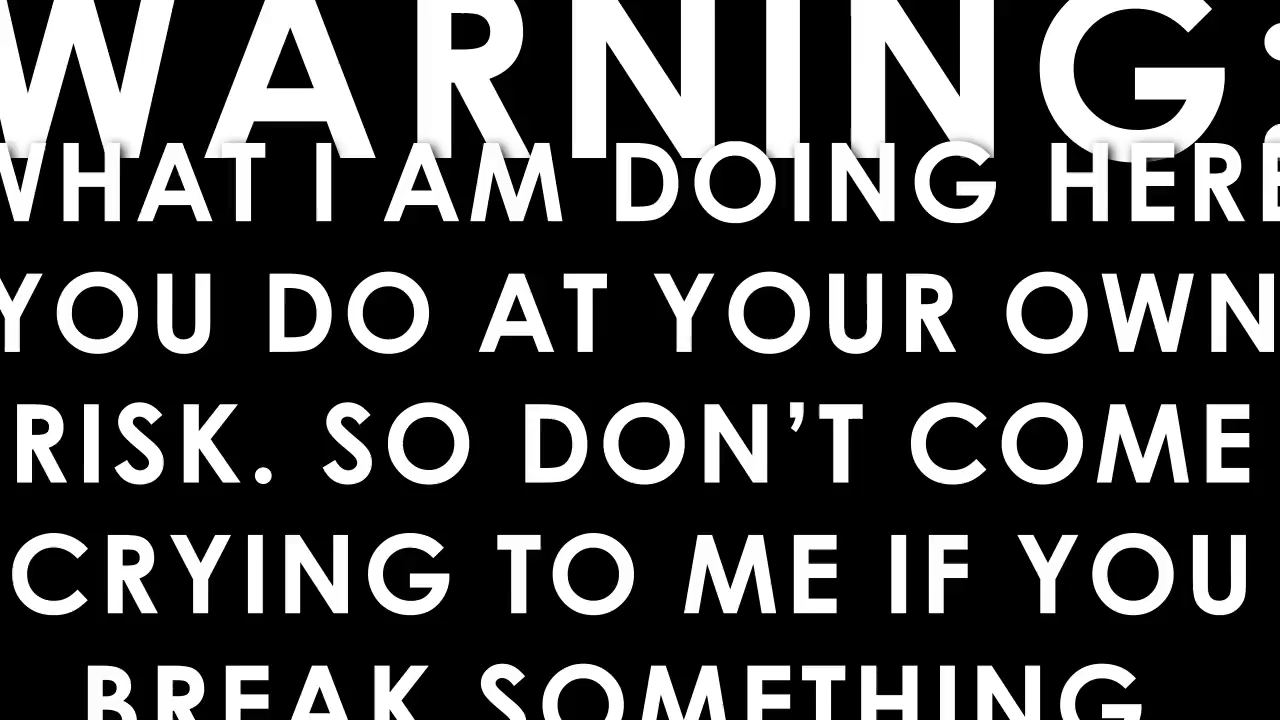 WARNING:
WHAT I AM DOING HERE
YOU DO AT YOUR OWN
RISK. SO DON’T COME
CRYING TO ME IF YOU
BREAK SOMETHING